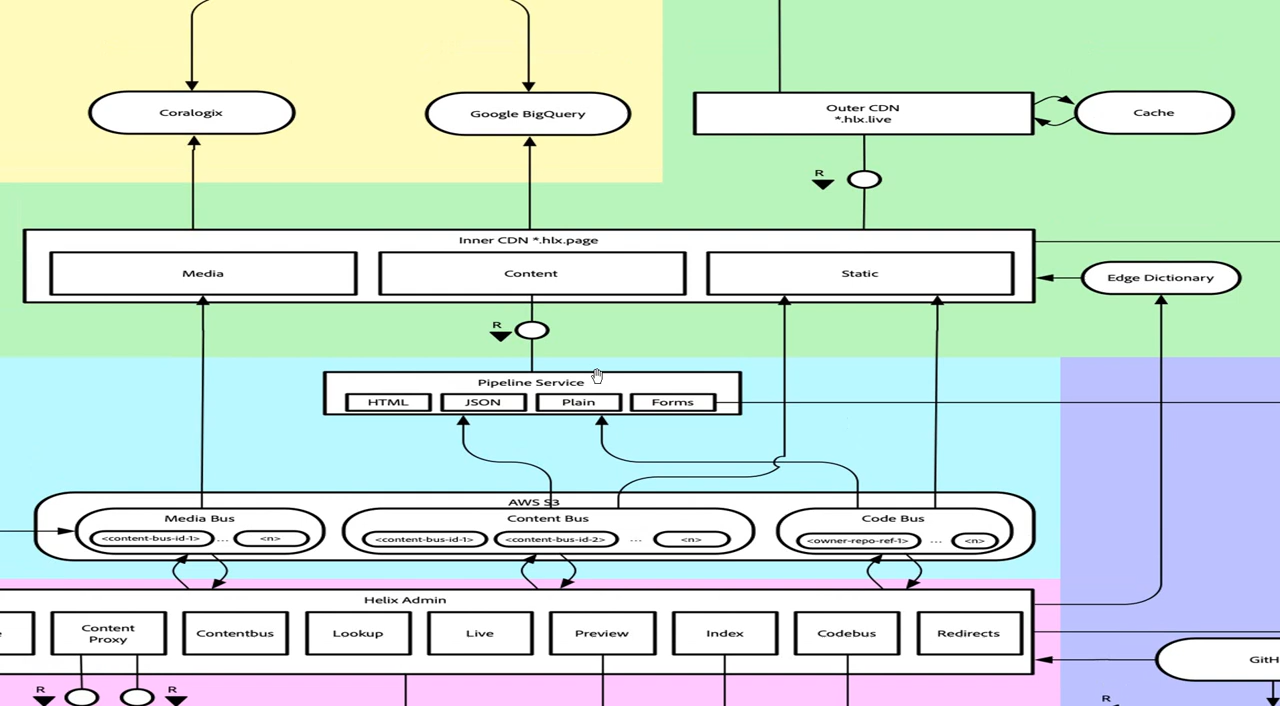 Coralogix
Google BigQuery
Outer CDN
*.hlx.live
Cache
R
Inner CDN *.hlx.page
Media
Content
Static
Edge Dictionary
R
Pipeline Service
HTML
JSON
Plain
Forms
AWS S3
Media Bus
<content-bus-id-1>
...
<n>
Content Bus
<content-bus-id-1>
<content-bus-id-2>
...
<n>
Code Bus
<owner-repo-ref-1>
...
<n>
Helix Admin
Content
Proxy
Contentbus
Lookup
Live
Preview
Index
Codebus
Redirects
GitH
R
R
R